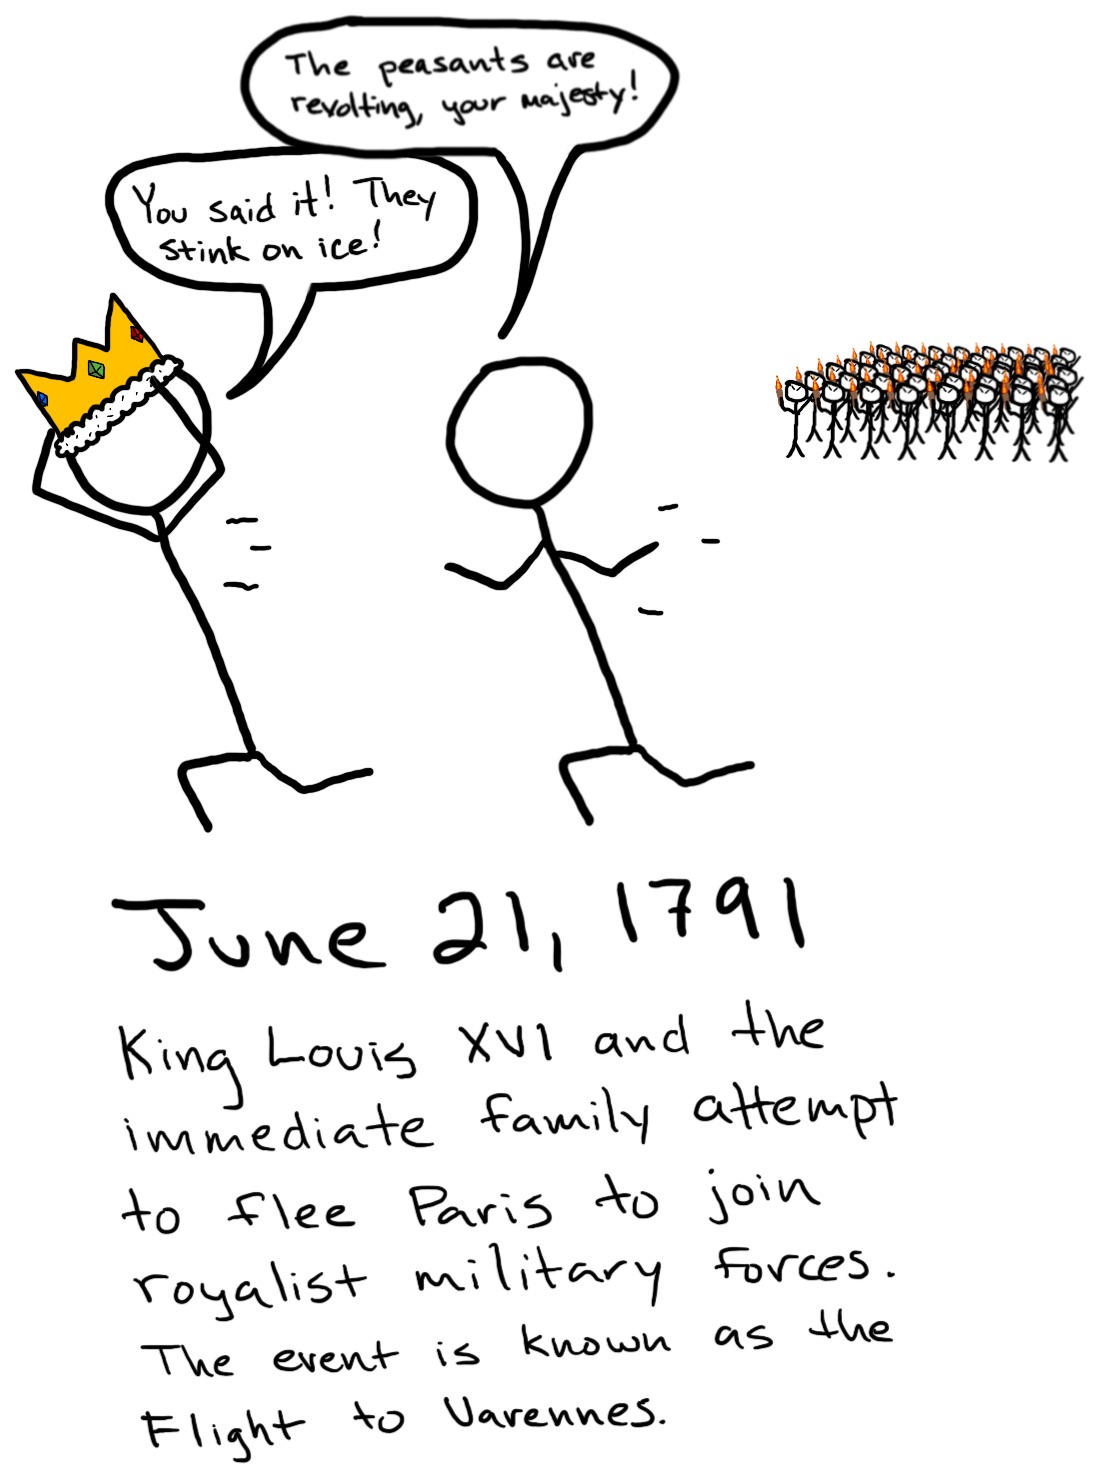 The peasants are
revolting, your majesty!
You said it! They
stink on ice!
June 21, 1791
King Louis XVI and the
immediate family attempt
to flee Paris to join
royalist military forces.
The event is known as the
Flight to Varennes.